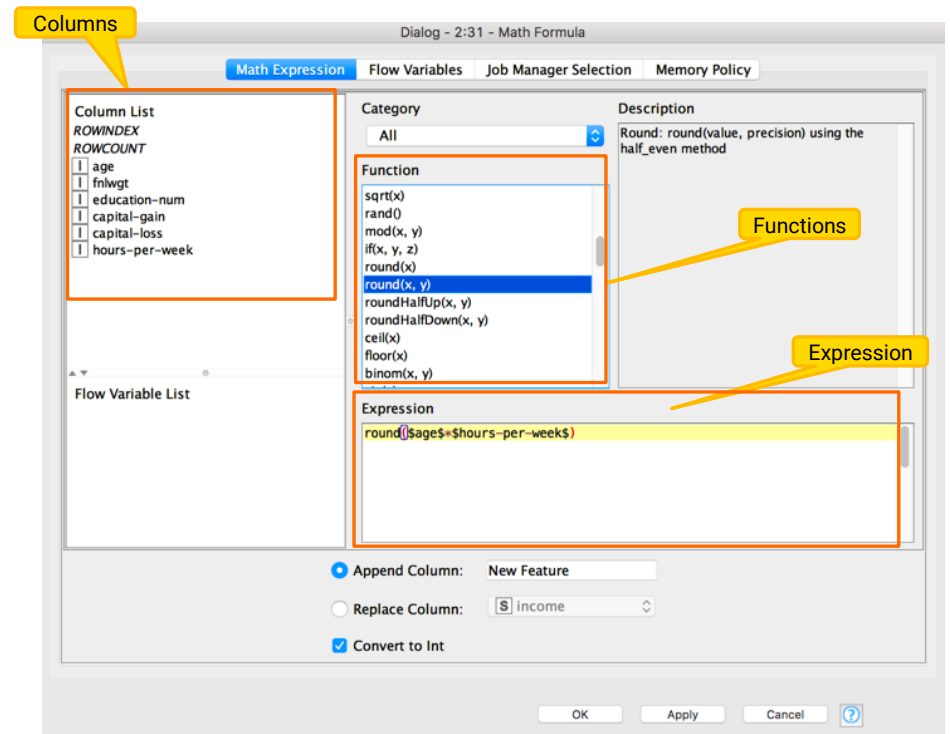 Columns
Dialog - 2:31 - Math Formula
Math Expression Flow Variables Job Manager Selection Memory Policy
Column List
ROWINDEX
ROWCOUNT
I age
I fnlwgt
I education-num
I capital-gain
I capital-loss
I hours-per-week
Flow Variable List
Category
All
Function
sqrt(x)
rand()
mod(x, y)
if(x, y, z)
round(x)
round(x, y)
roundHalfUp(x, y)
roundHalfDown(x, y)
ceil(x)
floor(x)
binom(x, y)
Description
Round: round(value, precision) using the
half_even method
Functions
Expression
Expression
round($age$*$hours-per-week$)
Append Column: New Feature
Replace Column: S income
Convert to Int
OK Apply Cancel ?